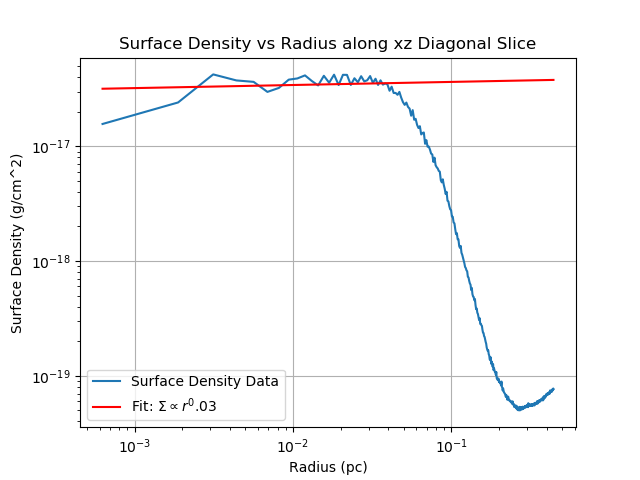 Surface Density vs Radius along xz Diagonal Slice
Surface Density (g/cm^2)
10⁻¹⁷
10⁻¹⁸
10⁻¹⁹
Surface Density Data
Fit: Σ ∝ r⁰.03
10⁻³
10⁻²
10⁻¹
Radius (pc)